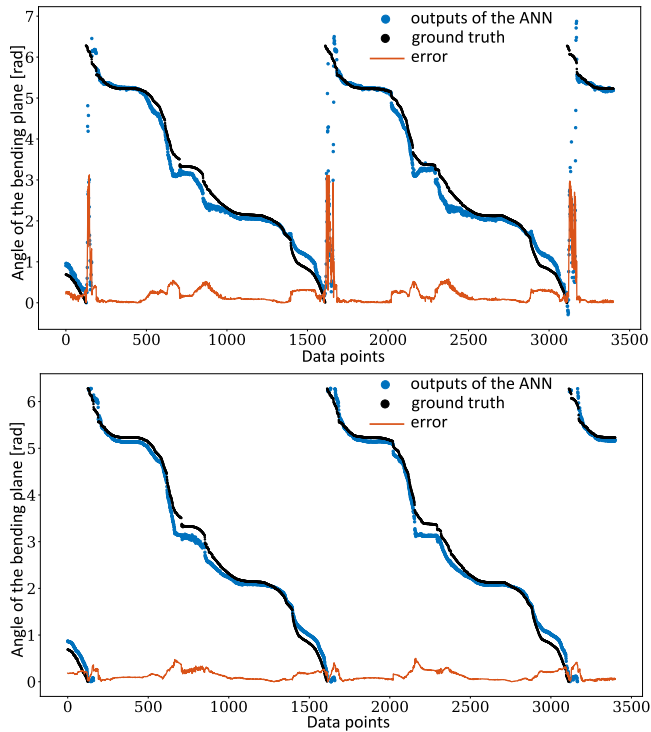 7
6
5
4
3
2
1
0
Angle of the bending plane [rad]
outputs of the ANN
ground truth
error
0 500 1000 1500 2000 2500 3000 3500
Data points
6
5
4
3
2
1
0
Angle of the bending plane [rad]
outputs of the ANN
ground truth
error
0 500 1000 1500 2000 2500 3000 3500
Data points